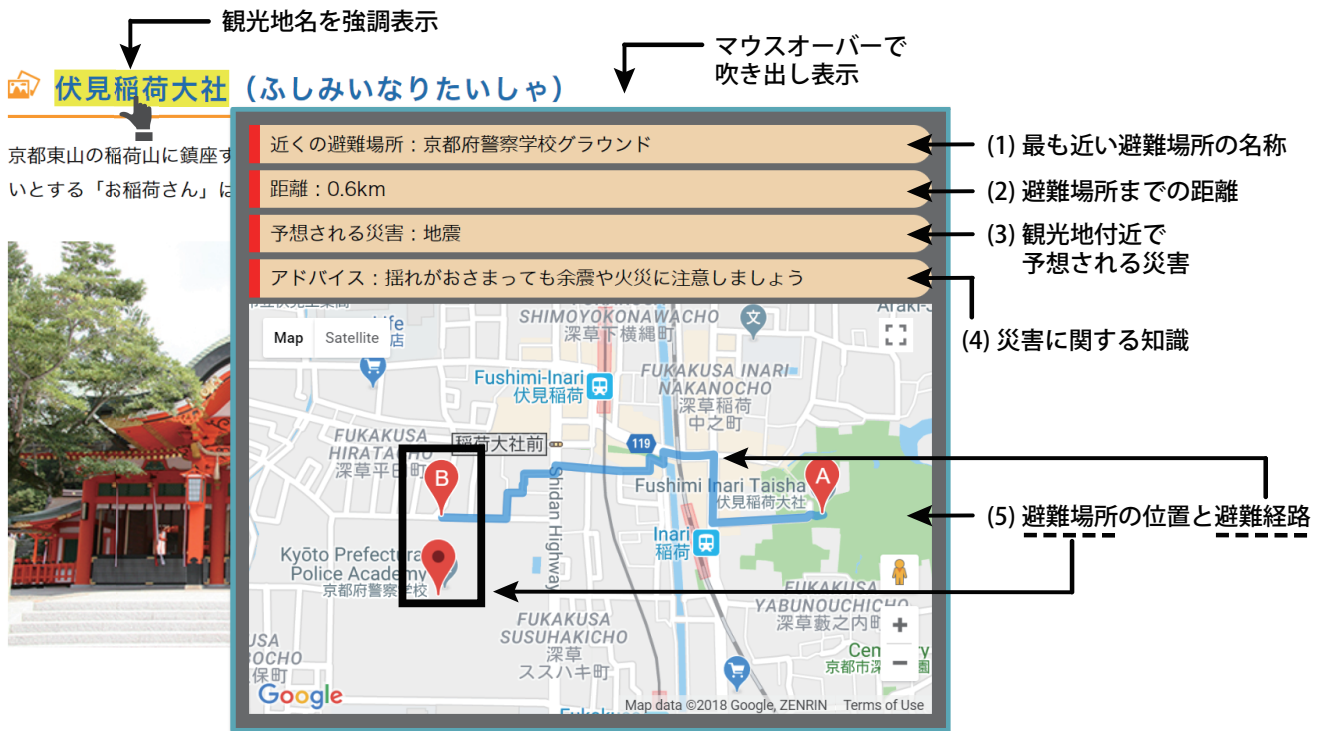 観光地名を強調表示
マウスオーバーで
吹き出し表示
伏見稲荷大社（ふしみいなりたいしゃ）
京都東山の稲荷山に鎮座す
いとする「お稲荷さん」は
近くの避難場所：京都府警察学校グラウンド
距離：0.6km
予想される災害：地震
アドバイス：揺れがおさまっても余震や火災に注意しましょう
(1) 最も近い避難場所の名称
(2) 避難場所までの距離
(3) 観光地付近で
予想される災害
(4) 災害に関する知識
(5) 避難場所の位置と避難経路
Map Satellite
SHIMOYOKONAWACHO
深草下横縄町
文
Fushimi-Inari
伏見稲荷
FUKAKUSA INARI
NAKANOCHO
深草稲荷
中之町
FUKAKUSA
HIRATACHO
深草平田町
稲荷大社前
119
B
A
Fushimi Inari Taisha
伏見稲荷大社
Shidan Highway
Inari
稲荷
Kyōto Prefectural
Police Academy
京都府警察学校
FUKAKUSA
YABUNOUCHICHO
深草藪之内町
FUKAKUSA
SUSUHAKICHO
深草
ススハキ町
Google
Map data ©2018 Google, ZENRIN Terms of Use